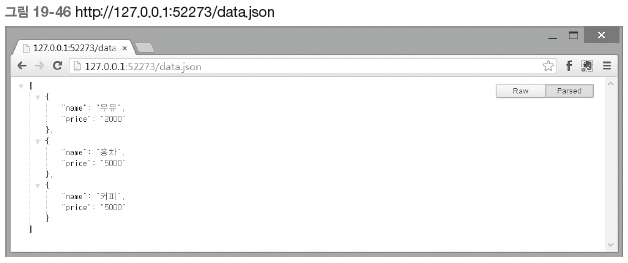 그림 19-46 http://127.0.0.1:52273/data.json
127.0.0.1:52273/data ×
127.0.0.1:52273/data.json
Raw Parsed
[
{
"name": "우유",
"price": "2000"
},
{
"name": "홍차",
"price": "5000"
},
{
"name": "커피",
"price": "5000"
}
]